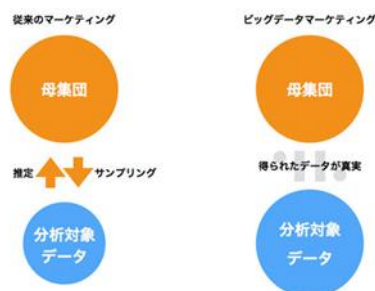 従来のマーケティング
ビッグデータマーケティング
母集団
母集団
推定
サンプリング
得られたデータが真実
分析対象
データ
分析対象
データ